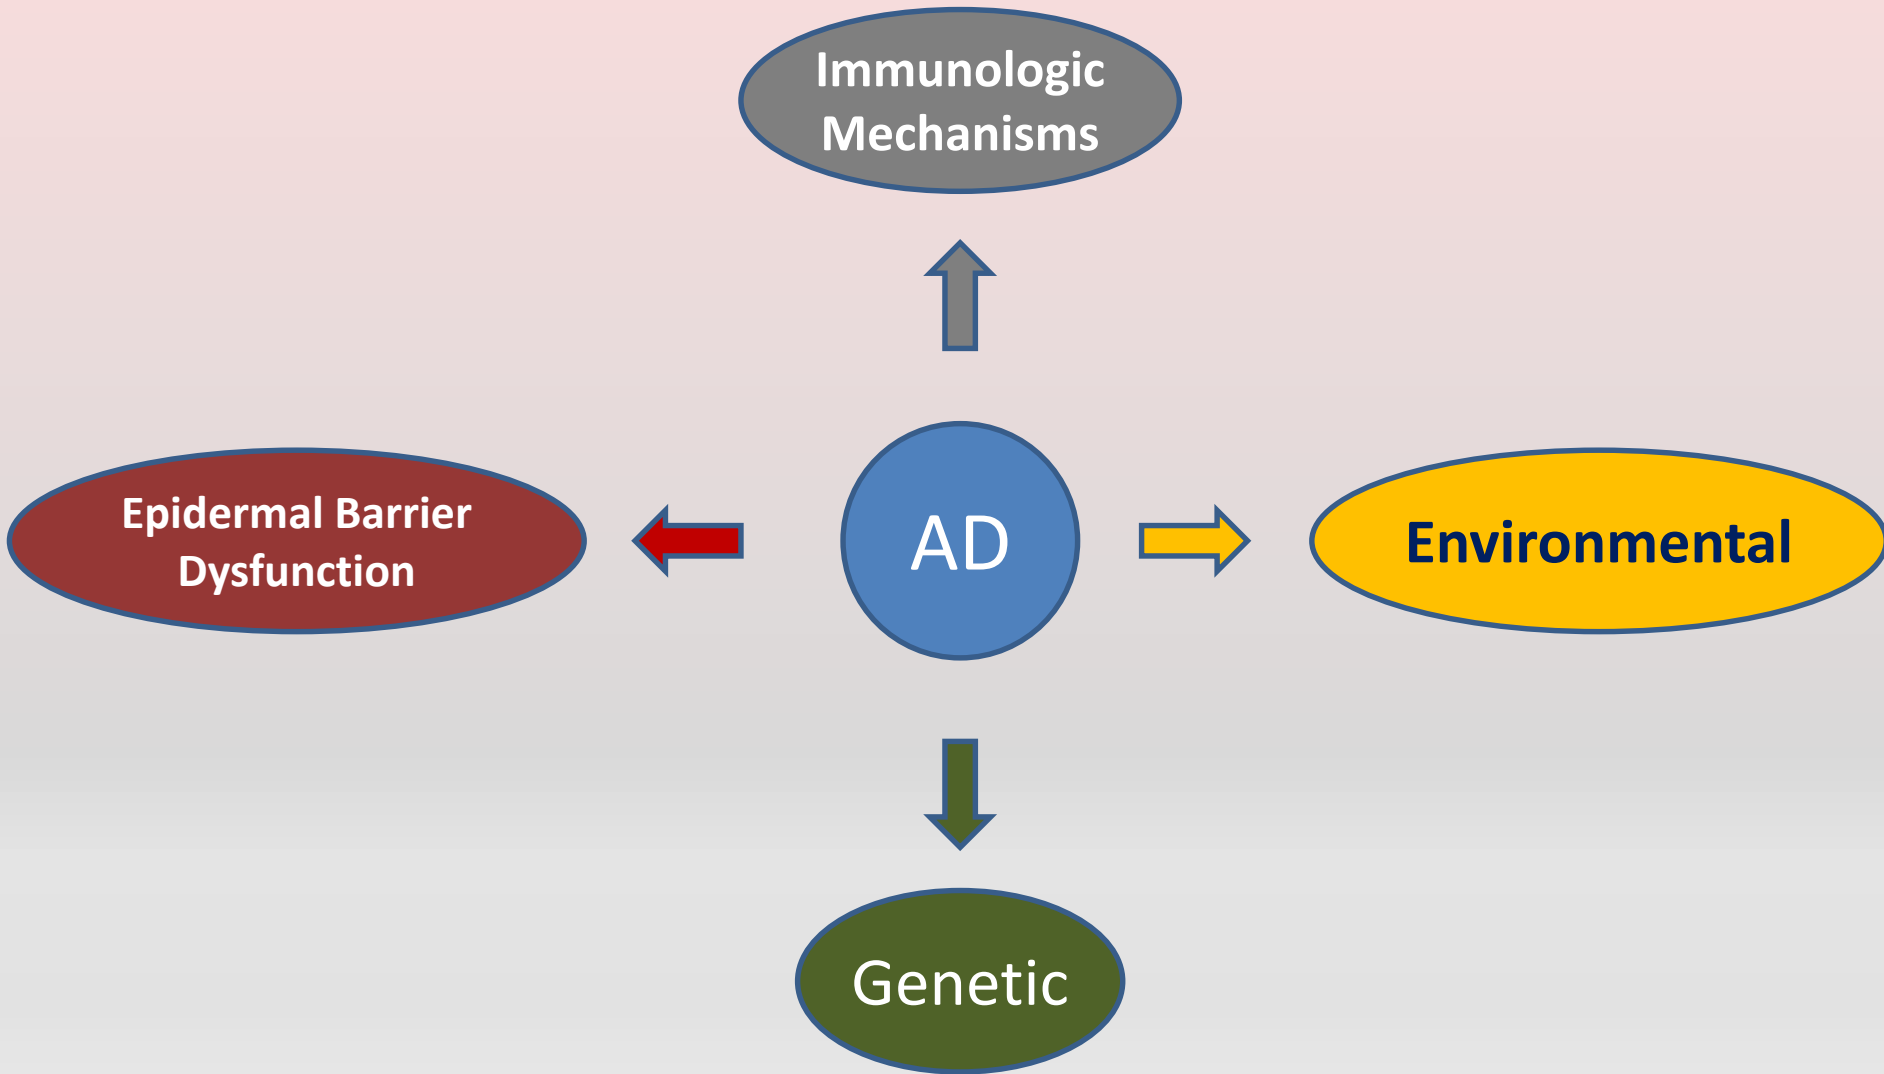 Immunologic
Mechanisms
Epidermal Barrier
Dysfunction
AD
Environmental
Genetic